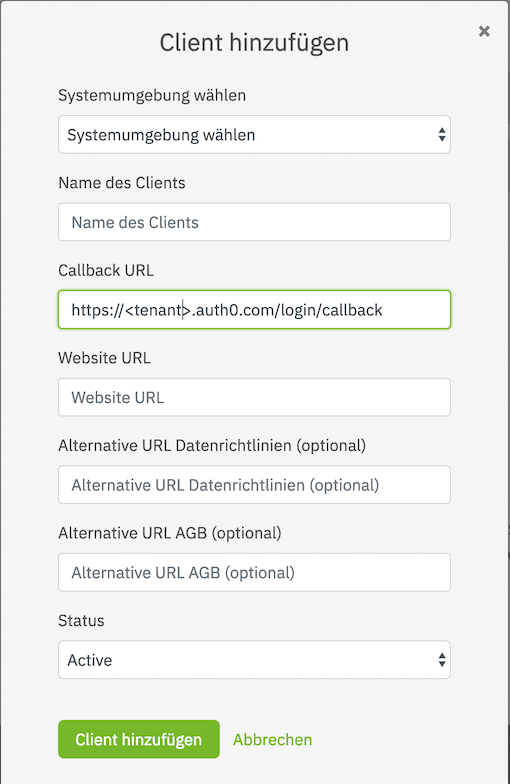 Client hinzufügen
×
Systemumgebung wählen
Systemumgebung wählen
Name des Clients
Name des Clients
Callback URL
https://<tenant>.auth0.com/login/callback
Website URL
Website URL
Alternative URL Datenrichtlinien (optional)
Alternative URL Datenrichtlinien (optional)
Alternative URL AGB (optional)
Alternative URL AGB (optional)
Status
Active
Client hinzufügen Abbrechen